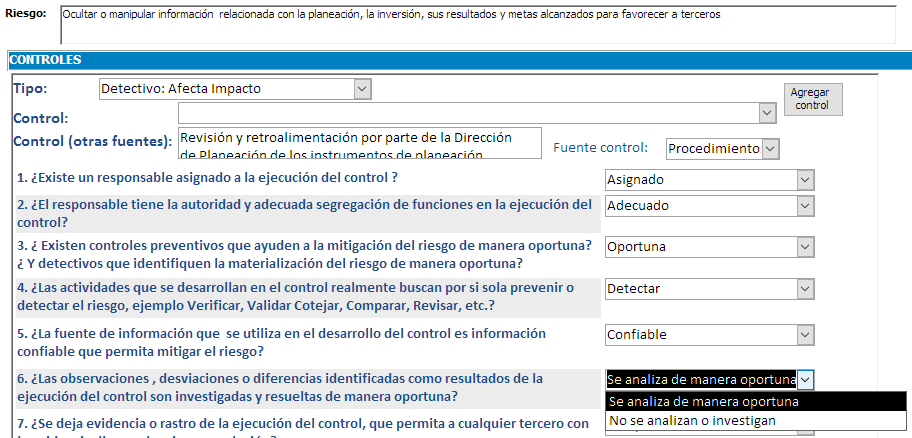 Riesgo: Ocultar o manipular información relacionada con la planeación, la inversión, sus resultados y metas alcanzados para favorecer a terceros
CONTROLES
Tipo: Detectivo: Afecta Impacto
Agregar
control
Control:
Control (otras fuentes): Revisión y retroalimentación por parte de la Dirección
de Planeación de los instrumentos de planeación
Fuente control: Procedimiento
1. ¿Existe un responsable asignado a la ejecución del control ? Asignado
2. ¿El responsable tiene la autoridad y adecuada segregación de funciones en la ejecución del Adecuado
control?
3. ¿ Existen controles preventivos que ayuden a la mitigación del riesgo de manera oportuna? Oportuna
¿ Y detectivos que identifiquen la materialización del riesgo de manera oportuna?
4. ¿Las actividades que se desarrollan en el control realmente buscan por si sola prevenir o Detectar
detectar el riesgo, ejemplo Verificar, Validar Cotejar, Comparar, Revisar, etc.?
5. ¿La fuente de información que se utiliza en el desarrollo del control es información Confiable
confiable que permita mitigar el riesgo?
6. ¿Las observaciones , desviaciones o diferencias identificadas como resultados de la Se analiza de manera oportuna
ejecución del control son investigadas y resueltas de manera oportuna? Se analiza de manera oportuna
No se analizan o investigan
7. ¿Se deja evidencia o rastro de la ejecución del control, que permita a cualquier tercero con